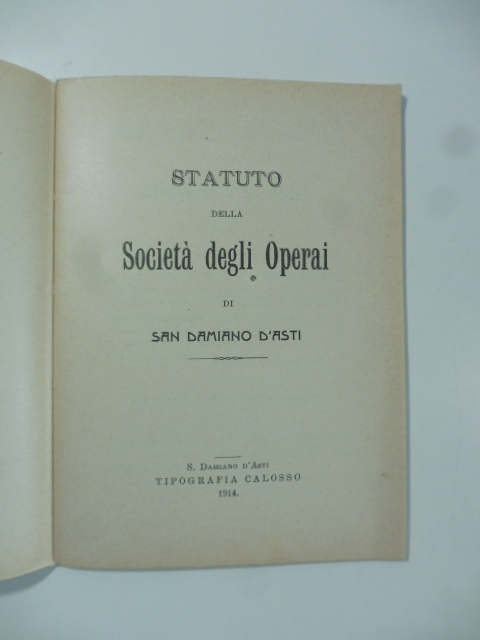 STATUTO
DELLA
Società degli Operai
DI
SAN DAMIANO D'ASTI
S. DAMIANO D'ASTI
TIPOGRAFIA CALOSSO
1914.